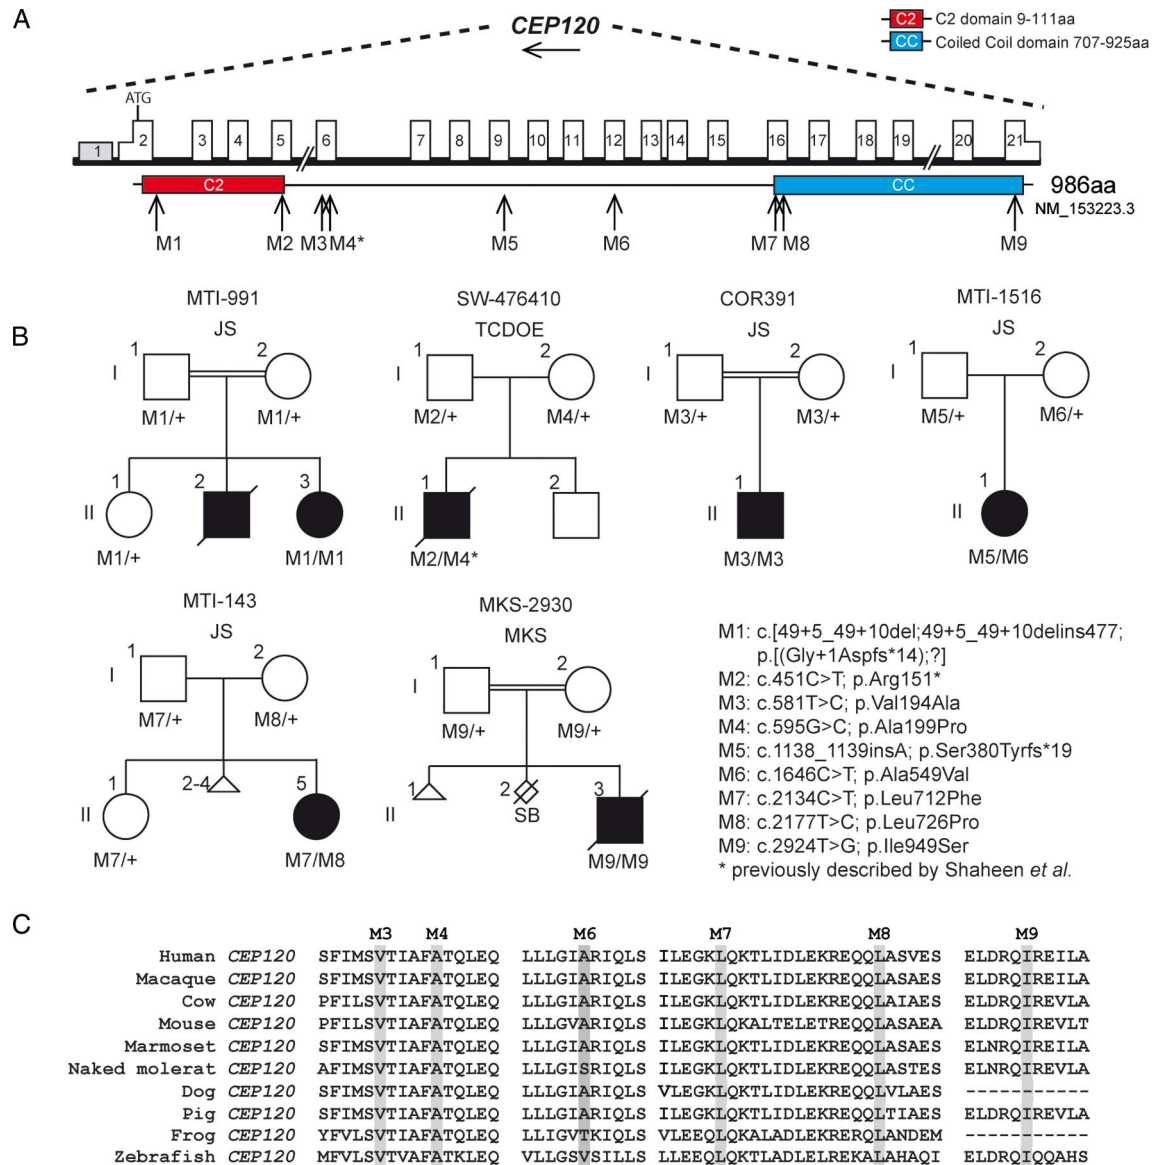 A
CEP120
C2 C2 domain 9-111aa
CC Coiled Coil domain 707-925aa
ATG
1 2 3 4 5 6 7 8 9 10 11 12 13 14 15 16 17 18 19 20 21
C2 CC 986aa
NM_153223.3
M1 M2 M3 M4* M5 M6 M7 M8 M9
B
MTI-991
JS
I 1 2
M1/+ M1/+
II 1 2 3
M1/+ M1/M1
SW-476410
TCDOE
I 1 2
M2/+ M4/+
II 1 2
M2/M4*
COR391
JS
I 1 2
M3/+ M3/+
II 1
M3/M3
MTI-1516
JS
I 1 2
M5/+ M6/+
II 1
M5/M6
MTI-143
JS
I 1 2
M7/+ M8/+
II 1 2-4 5
M7/+ M7/M8
MKS-2930
MKS
I 1 2
M9/+ M9/+
II 1 2 3
SB
M9/M9
M1: c.[49+5_49+10del;49+5_49+10delins477;
p.[(Gly+1Aspfs*14);?]
M2: c.451C>T; p.Arg151*
M3: c.581T>C; p.Val194Ala
M4: c.595G>C; p.Ala199Pro
M5: c.1138_1139insA; p.Ser380Tyrfs*19
M6: c.1646C>T; p.Ala549Val
M7: c.2134C>T; p.Leu712Phe
M8: c.2177T>C; p.Leu726Pro
M9: c.2924T>G; p.Ile949Ser
* previously described by Shaheen et al.
C
M3 M4 M6 M7 M8 M9
Human CEP120 SFIMSVTIAFATQLEQ LLLGIARIQLS ILEGKLQKTLIDLEKREQQLASVES ELDRQIREILA
Macaque CEP120 SFIMSVTIAFATQLEQ LLLGIARIQLS ILEGKLQKTLIDLEKREQQLASAES ELDRQIREVLA
Cow CEP120 PFILSVTIAFATQLEQ LLLGIARIQLS ILEGKLQKTLIDLEKREQQLAIAES ELDRQIREVLA
Mouse CEP120 PFILSVTIAFATQLEQ LLLGVARIQLS ILEGKLQKALTELETREQQLASAEA ELDRQIREVLT
Marmoset CEP120 SFIMSVTIAFATQLEQ LLLGIARIQLS ILEGKLQKTLIDLEKREQQLASAES ELNRQIREVLA
Naked molerat CEP120 AFIMSVTIAFATQLEQ LLLGISRIQLS ILEGKLQKTLIDLEKREQQLASTES ELNRQIREVLA
Dog CEP120 SFIMSVTIAFATQLEQ LLLGIARIQLS VLEGKLQKTLIDLEKREQQLVLAES -----------
Pig CEP120 SFIMSVTIAFATQLEQ LLLGIARIQLS ILEGKLQKTLIDLEKREQQLTIAES ELDRQIREVLA
Frog CEP120 YFVLSVTIAFATQLEQ LLIGVTKIQLS VLEEQLQKALADLEKRERQLANDEM -----------
Zebrafish CEP120 MFVLSVTVAFATKLEQ VLLGSVSILLS LLEEQLQKTLADLELREKALAHAQI ELDRQIQQAHS